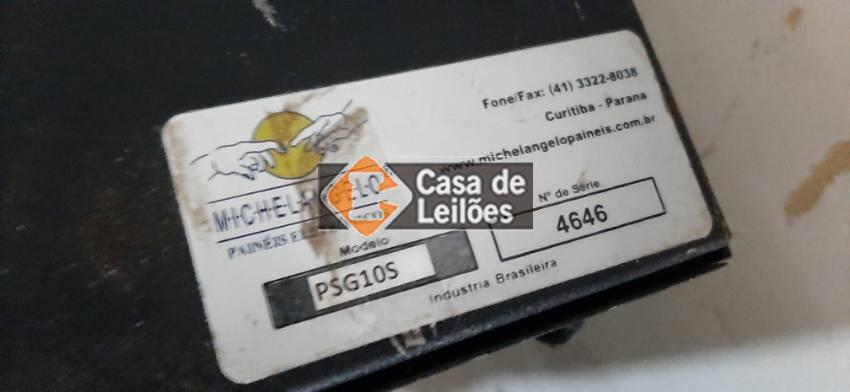 Fone/Fax: (41) 3322-8038
Curitiba - Parana
www.michelangelopaineis.com.br
PAINÉIS
Casa de
Leilões
Modelo
PSG10S
Nº de Série
4646
Industria Brasileira